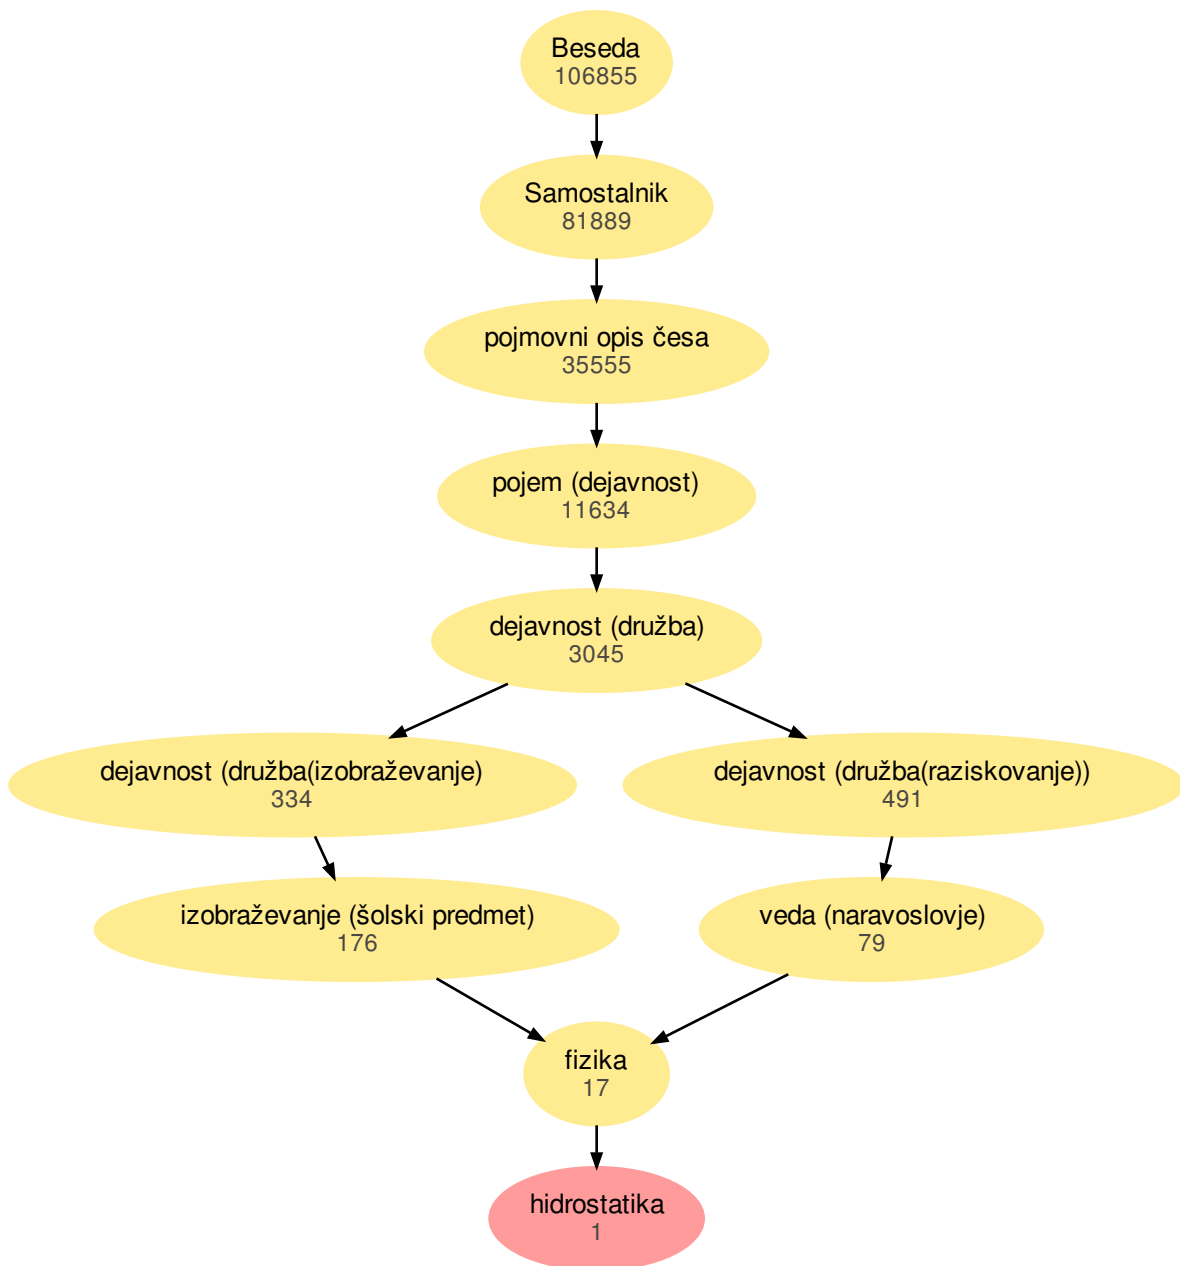 Beseda
106855
Samostalnik
81889
pojmovni opis česa
35555
pojem (dejavnost)
11634
dejavnost (družba)
3045
dejavnost (družba(izobraževanje)
334
dejavnost (družba(raziskovanje))
491
izobraževanje (šolski predmet)
176
veda (naravoslovje)
79
fizika
17
hidrostatika
1